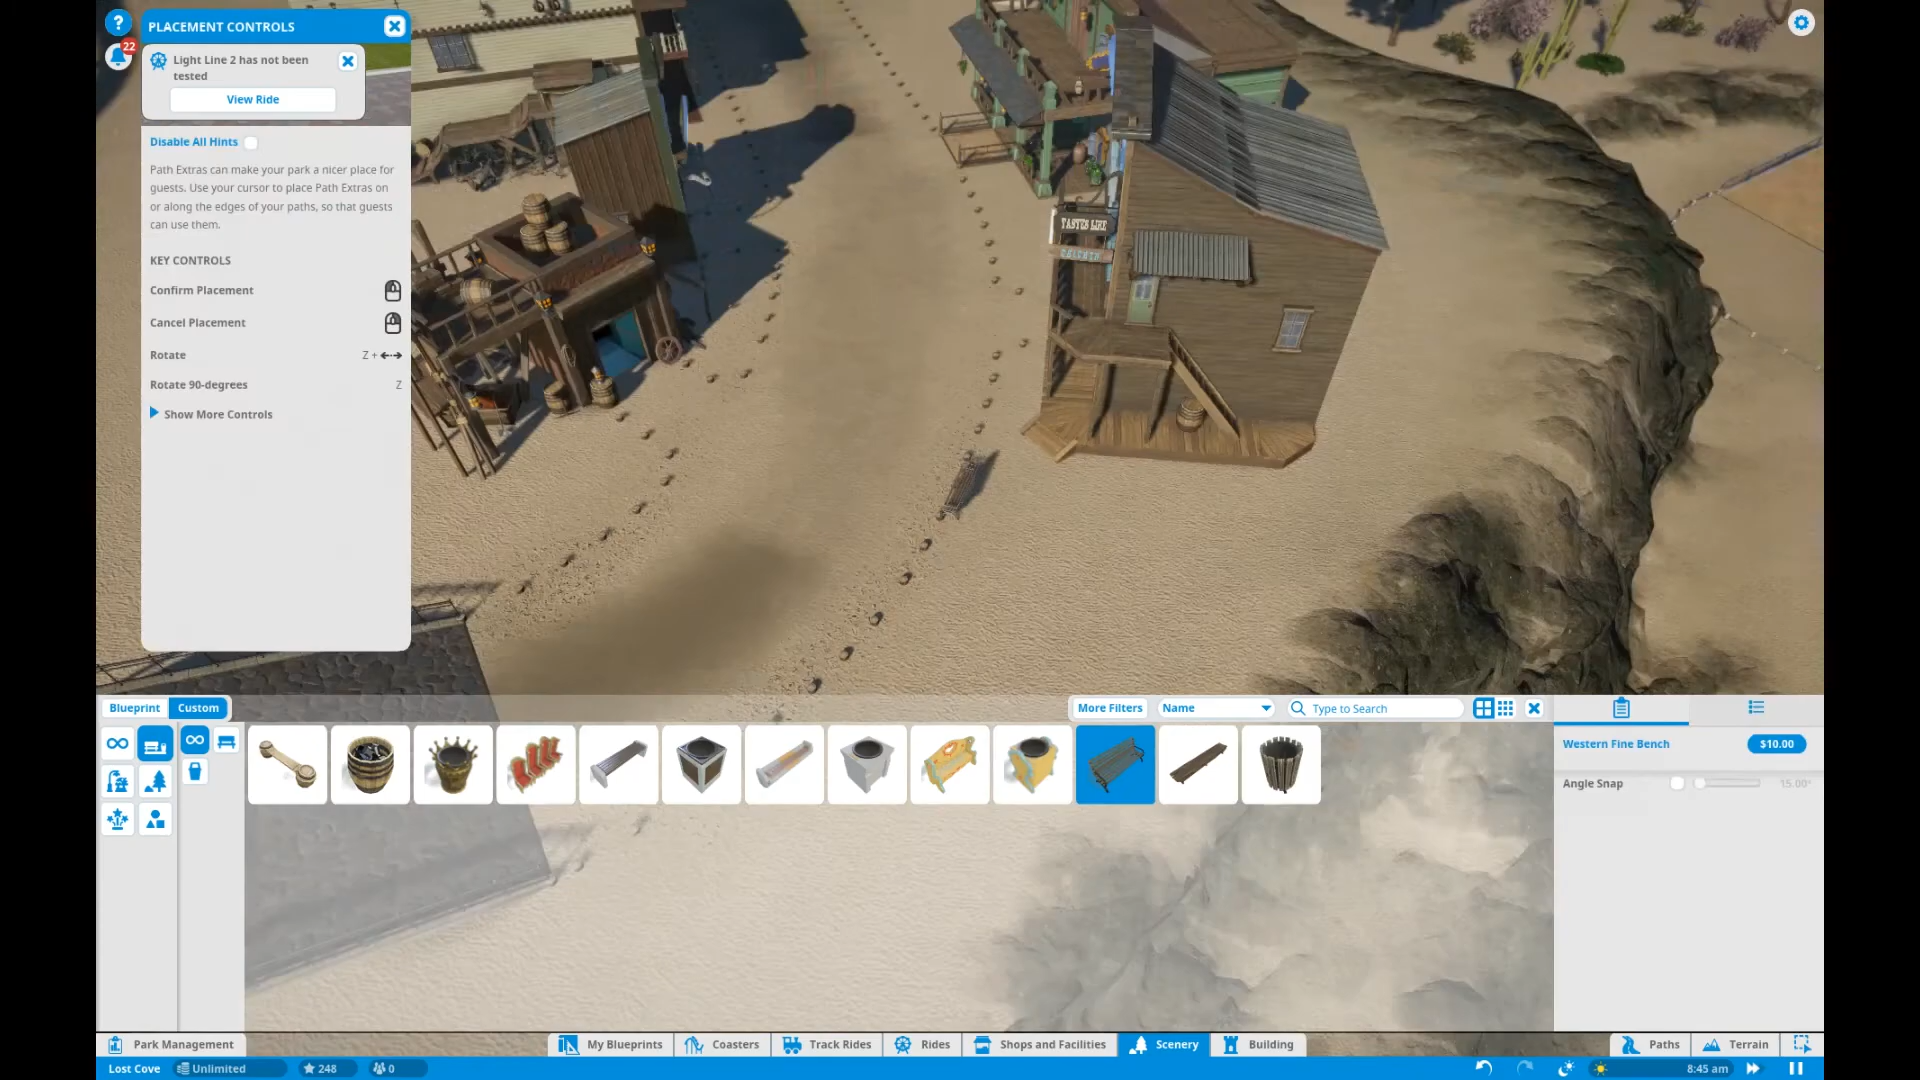 ?
PLACEMENT CONTROLS
22
Light Line 2 has not been
tested
View Ride
Disable All Hints
Path Extras can make your park a nicer place for
guests. Use your cursor to place Path Extras on
or along the edges of your paths, so that guests
can use them.
KEY CONTROLS
Confirm Placement
Cancel Placement
Rotate
Z +
Rotate 90-degrees
Z
Show More Controls
TASTES LIKE
Blueprint
Custom
More Filters
Name
Type to Search
Western Fine Bench
$10.00
Angle Snap
15.00°
Park Management
My Blueprints
Coasters
Track Rides
Rides
Shops and Facilities
Scenery
Building
Paths
Terrain
Lost Cove
Unlimited
248
0
8:45 am